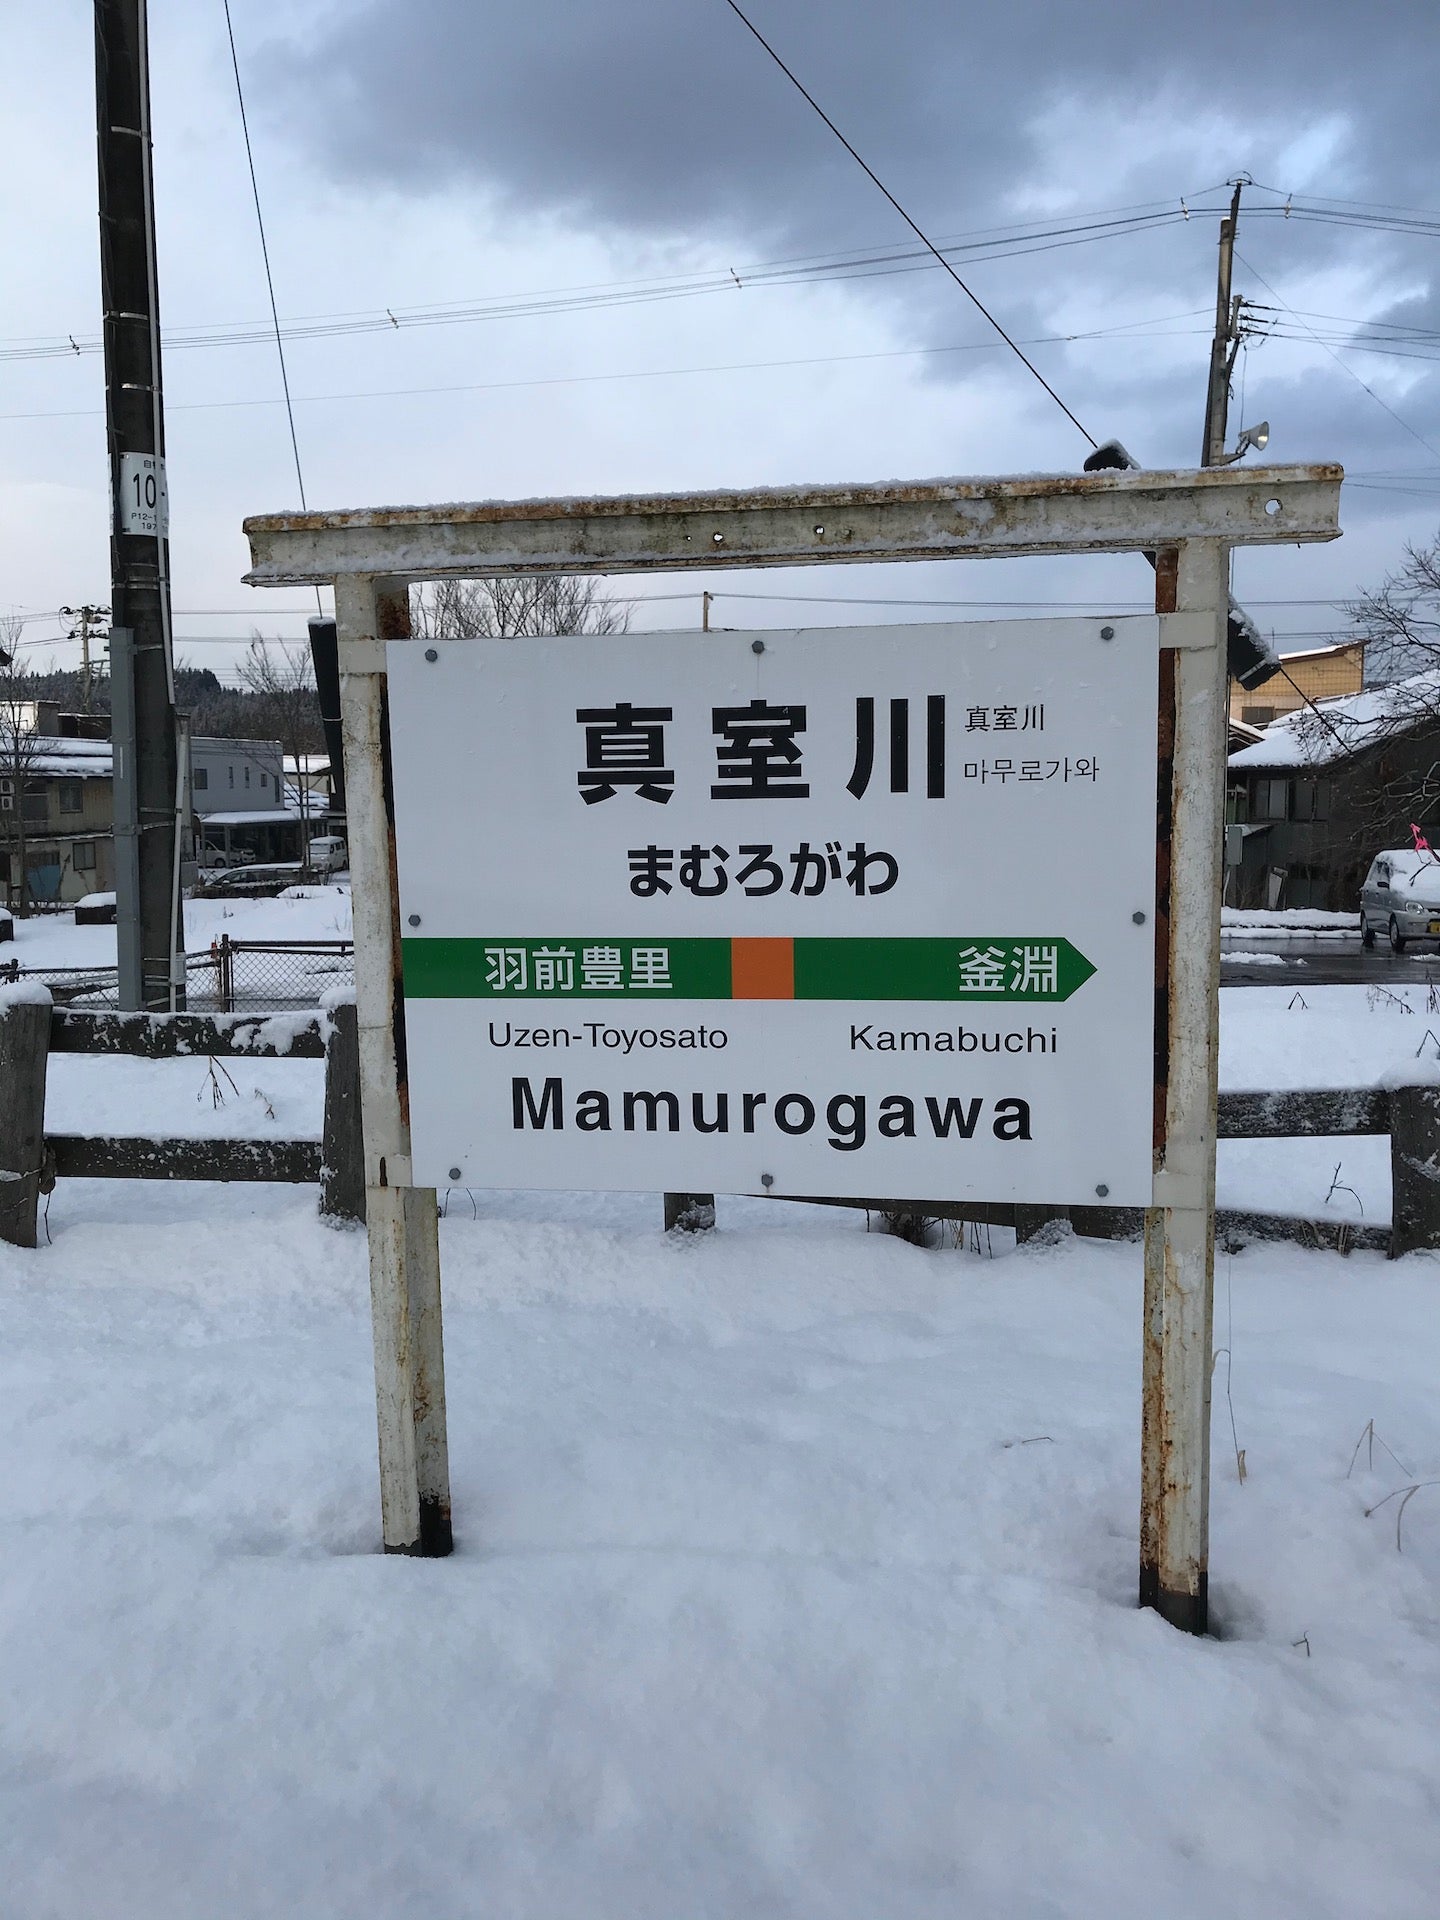 10
真室川
真室川
마무로가와
まむろがわ
羽前豊里 釜淵
Uzen-Toyosato Kamabuchi
Mamurogawa